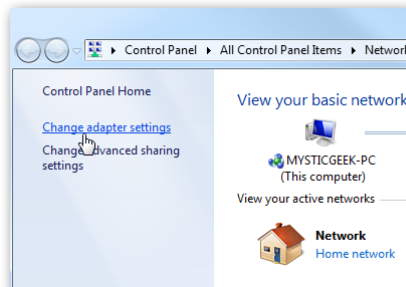 Control Panel All Control Panel Items Network
Control Panel Home
View your basic network
Change adapter settings
Change advanced sharing
settings
MYSTICGEEK-PC
(This computer)
View your active networks
Network
Home network